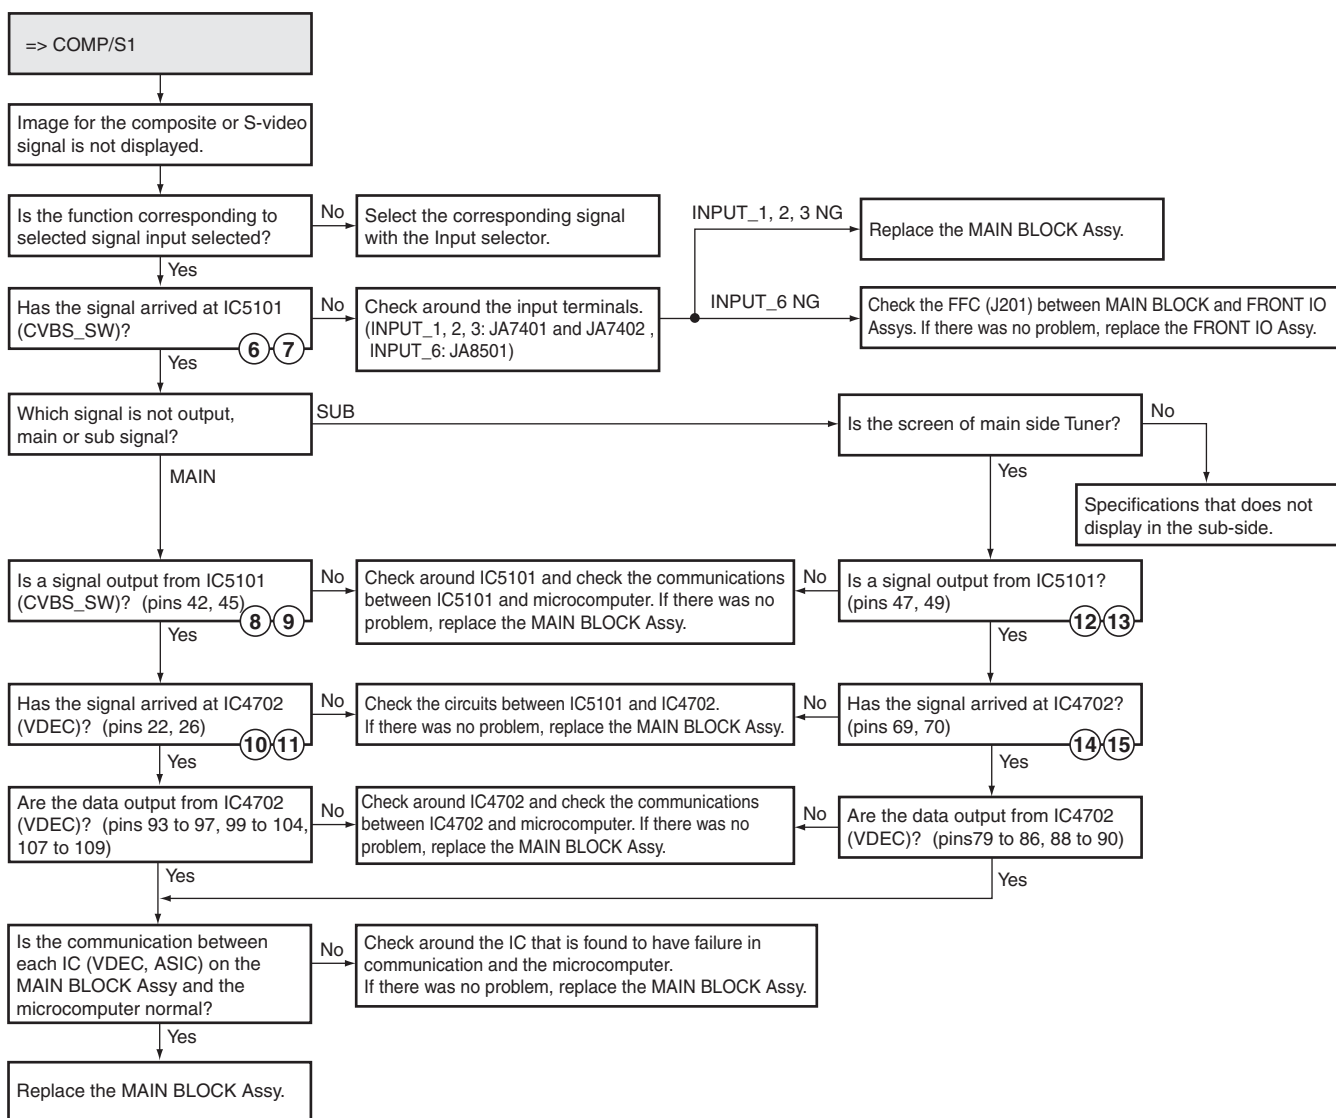 => COMP/S1
Image for the composite or S-video
signal is not displayed.
Is the function corresponding to
selected signal input selected?
No
Select the corresponding signal
with the Input selector.
INPUT_1, 2, 3 NG
Replace the MAIN BLOCK Assy.
Yes
Has the signal arrived at IC5101
(CVBS_SW)?
6 7
No
Check around the input terminals.
(INPUT_1, 2, 3: JA7401 and JA7402 ,
INPUT_6: JA8501)
INPUT_6 NG
Check the FFC (J201) between MAIN BLOCK and FRONT IO
Assys. If there was no problem, replace the FRONT IO Assy.
Yes
Which signal is not output,
main or sub signal?
SUB
Is the screen of main side Tuner?
No
MAIN
Yes
Specifications that does not
display in the sub-side.
Is a signal output from IC5101
(CVBS_SW)? (pins 42, 45)
8 9
No
Check around IC5101 and check the communications
between IC5101 and microcomputer. If there was no
problem, replace the MAIN BLOCK Assy.
No
Is a signal output from IC5101?
(pins 47, 49)
12 13
Yes
Yes
Has the signal arrived at IC4702
(VDEC)? (pins 22, 26)
10 11
No
Check the circuits between IC5101 and IC4702.
If there was no problem, replace the MAIN BLOCK Assy.
No
Has the signal arrived at IC4702?
(pins 69, 70)
14 15
Yes
Yes
Are the data output from IC4702
(VDEC)? (pins 93 to 97, 99 to 104,
107 to 109)
No
Check around IC4702 and check the communications
between IC4702 and microcomputer. If there was no
problem, replace the MAIN BLOCK Assy.
No
Are the data output from IC4702
(VDEC)? (pins79 to 86, 88 to 90)
Yes
Yes
Is the communication between
each IC (VDEC, ASIC) on the
MAIN BLOCK Assy and the
microcomputer normal?
No
Check around the IC that is found to have failure in
communication and the microcomputer.
If there was no problem, replace the MAIN BLOCK Assy.
Yes
Replace the MAIN BLOCK Assy.